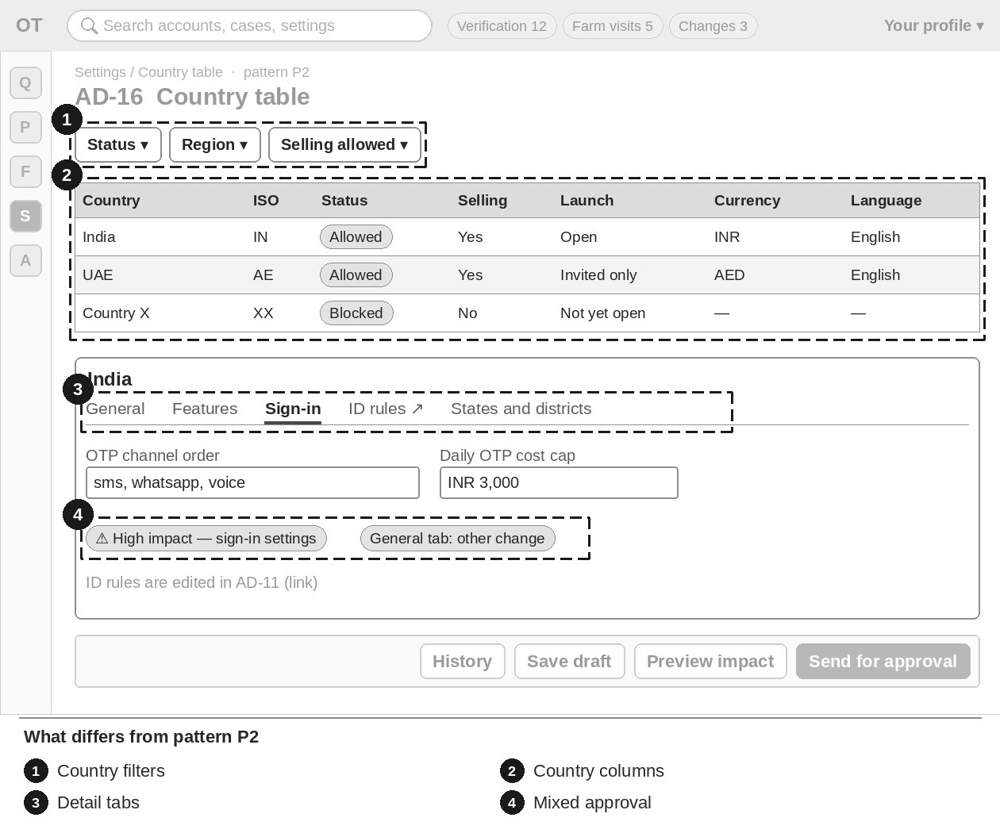 OT Search accounts, cases, settings Verification 12 Farm visits 5 Changes 3 Your profile ▾
Q
P
F
S
A
Settings / Country table · pattern P2
AD-16 Country table
1
Status ▾ Region ▾ Selling allowed ▾
2
Country ISO Status Selling Launch Currency Language
India IN Allowed Yes Open INR English
UAE AE Allowed Yes Invited only AED English
Country X XX Blocked No Not yet open — —
India
3
General Features Sign-in ID rules ↗ States and districts
OTP channel order Daily OTP cost cap
sms, whatsapp, voice INR 3,000
4
⚠ High impact — sign-in settings General tab: other change
ID rules are edited in AD-11 (link)
History Save draft Preview impact Send for approval
What differs from pattern P2
1 Country filters 2 Country columns
3 Detail tabs 4 Mixed approval